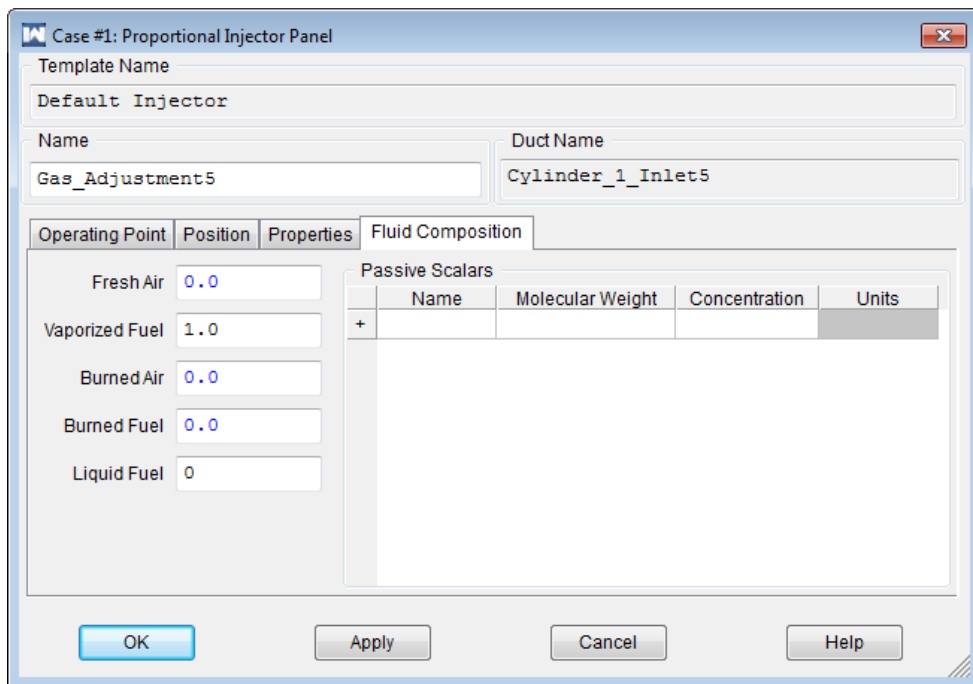 Case #1: Proportional Injector Panel
Template Name
Default Injector
Name
Duct Name
Gas_Adjustment5
Cylinder_1_Inlet5
Operating Point Position Properties Fluid Composition
Fresh Air 0.0
Vaporized Fuel 1.0
Burned Air 0.0
Burned Fuel 0.0
Liquid Fuel 0
Passive Scalars
Name Molecular Weight Concentration Units
+
OK Apply Cancel Help